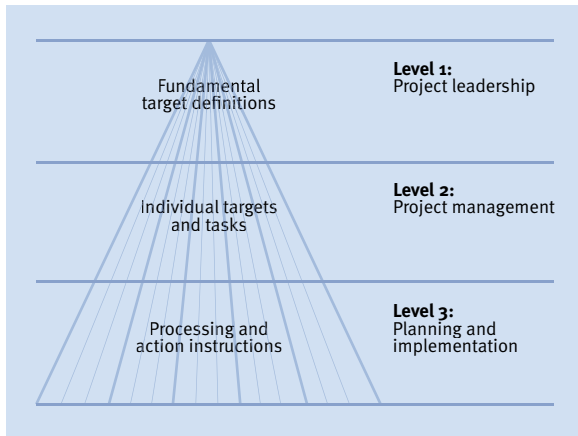 Fundamental
target definitions
Level 1:
Project leadership
Individual targets
and tasks
Level 2:
Project management
Processing and
action instructions
Level 3:
Planning and
implementation